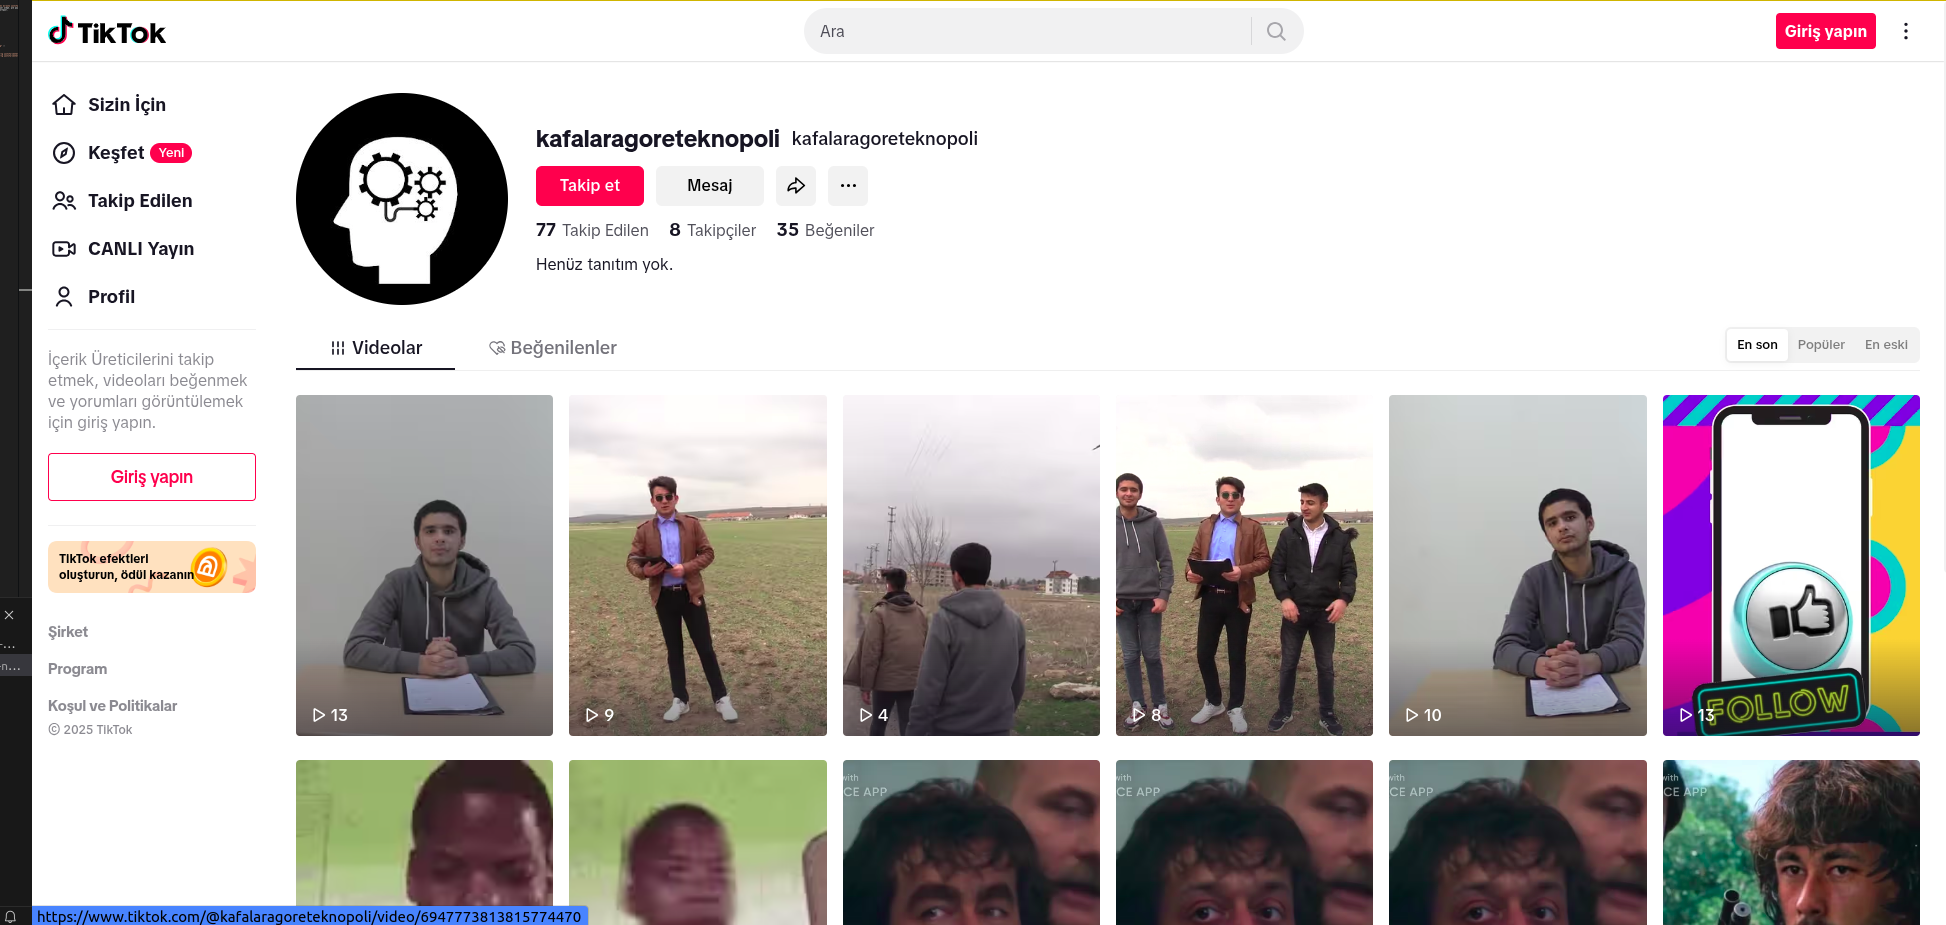 TikTok
Ara
Giriş yapın
Sizin İçin
Keşfet Yeni
Takip Edilen
CANLI Yayın
Profil
İçerik Üreticilerini takip
etmek, videoları beğenmek
ve yorumları görüntülemek
için giriş yapın.
Giriş yapın
TikTok efektleri
oluşturun, ödül kazanın
Şirket
Program
Koşul ve Politikalar
© 2025 TikTok
kafalaragoreteknopoli kafalaragoreteknopoli
Takip et Mesaj
77 Takip Edilen 8 Takipçiler 35 Beğeniler
Henüz tanıtım yok.
Videolar Beğenilenler
En son Popüler En eski
13
9
4
8
10
13
FOLLOW
with
CE APP
with
CE APP
with
CE APP
with
CE APP
https://www.tiktok.com/@kafalaragoreteknopoli/video/6947773813815774470